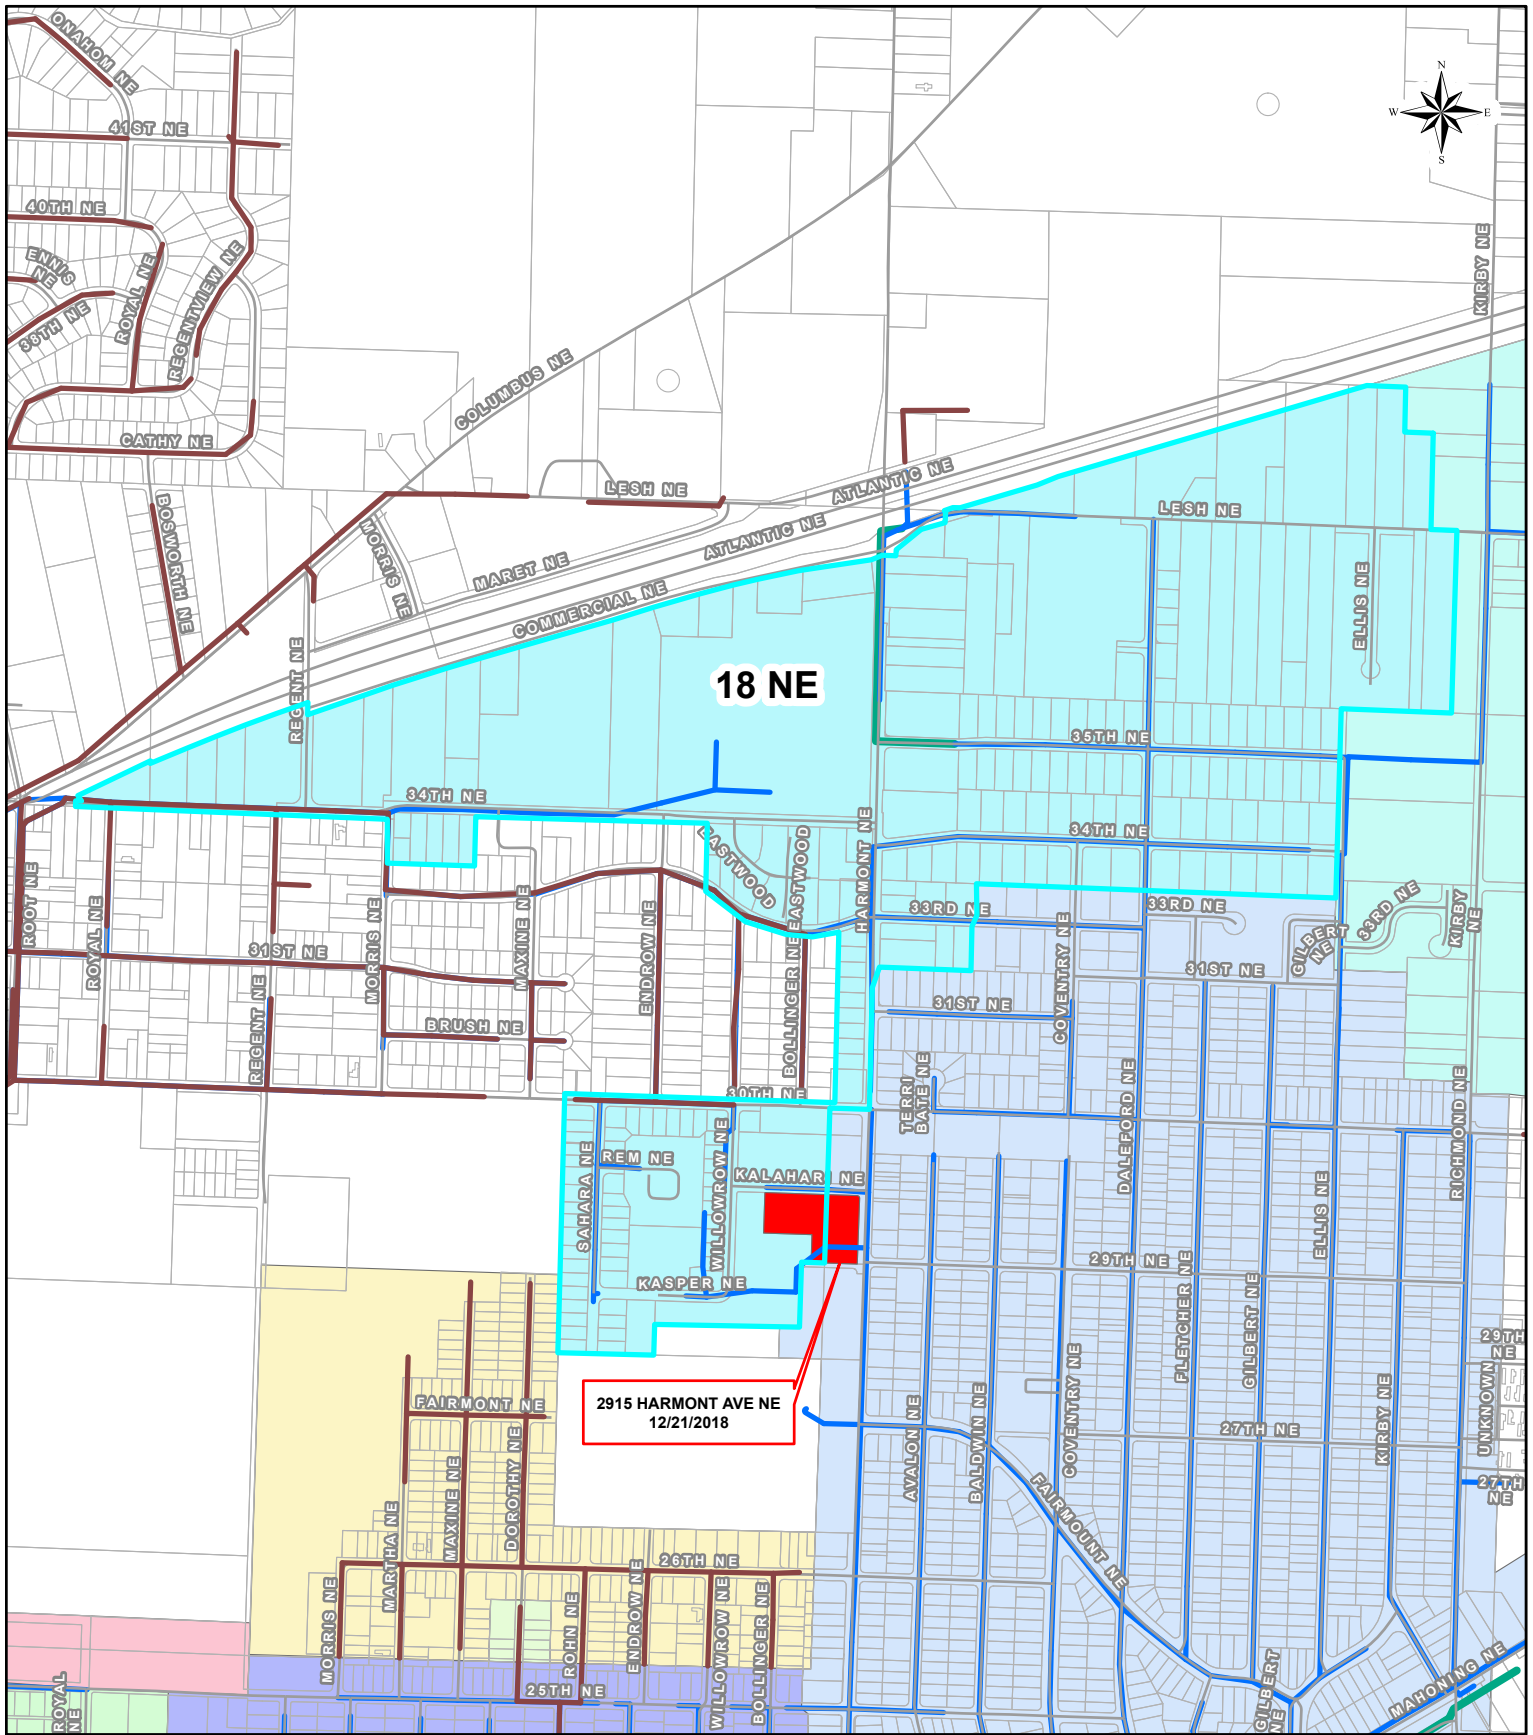 ONAHOM NE
41ST NE
N
W
E
S
40TH NE
ENNIS
NE
ROYAL NE
REGENTVIEW NE
KIRBY NE
38TH NE
COLUMBUS NE
CATHY NE
LESH NE
ATLANTIC NE
LESH NE
BOSWORTH NE
MORRIS NE
ATLANTIC NE
MARET NE
COMMERCIAL NE
ELLIS NE
REGENT NE
18 NE
35TH NE
34TH NE
EASTWOOD
EASTWOOD
HARMONT NE
34TH NE
ROOT NE
ROYAL NE
31ST NE
MORRIS NE
MAXINE NE
ENDROW NE
BOLLINGER NE
33RD NE
COVENTRY NE
33RD NE
GILBERT
NE
33RD NE
KIRBY
NE
31ST NE
31ST NE
REGENT NE
BRUSH NE
30TH NE
TERRI
BATE NE
DALEFORD NE
RICHMOND NE
SAHARA NE
REM NE
WILLOWROW NE
KALAHARI NE
ELLIS NE
KASPER NE
29TH NE
FLETCHER NE
GILBERT NE
29TH
NE
UNKNOWN
2915 HARMONT AVE NE
12/21/2018
FAIRMONT NE
AVALON NE
BALDWIN NE
COVENTRY NE
27TH NE
KIRBY NE
27TH
NE
MARTHA NE
MAXINE NE
DOROTHY NE
FAIRMOUNT NE
26TH NE
MORRIS NE
ROHN NE
ENDROW NE
WILLOWROW NE
BOLLINGER NE
25TH NE
ROYAL
NE
GILBERT
NE
MAHONING NE